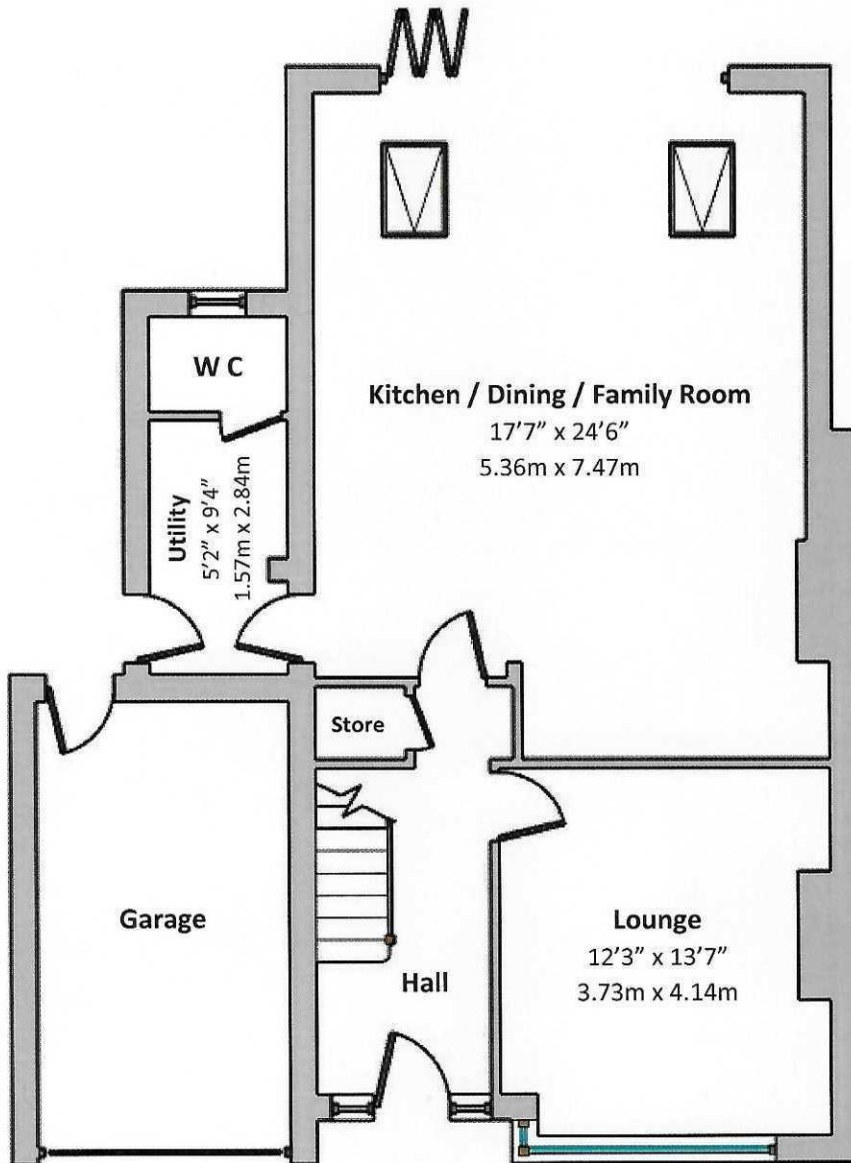 W C
Kitchen / Dining / Family Room
17’7” x 24’6”
5.36m x 7.47m
Utility
5’2” x 9’4”
1.57m x 2.84m
Store
Garage
Lounge
12’3” x 13’7”
3.73m x 4.14m
Hall